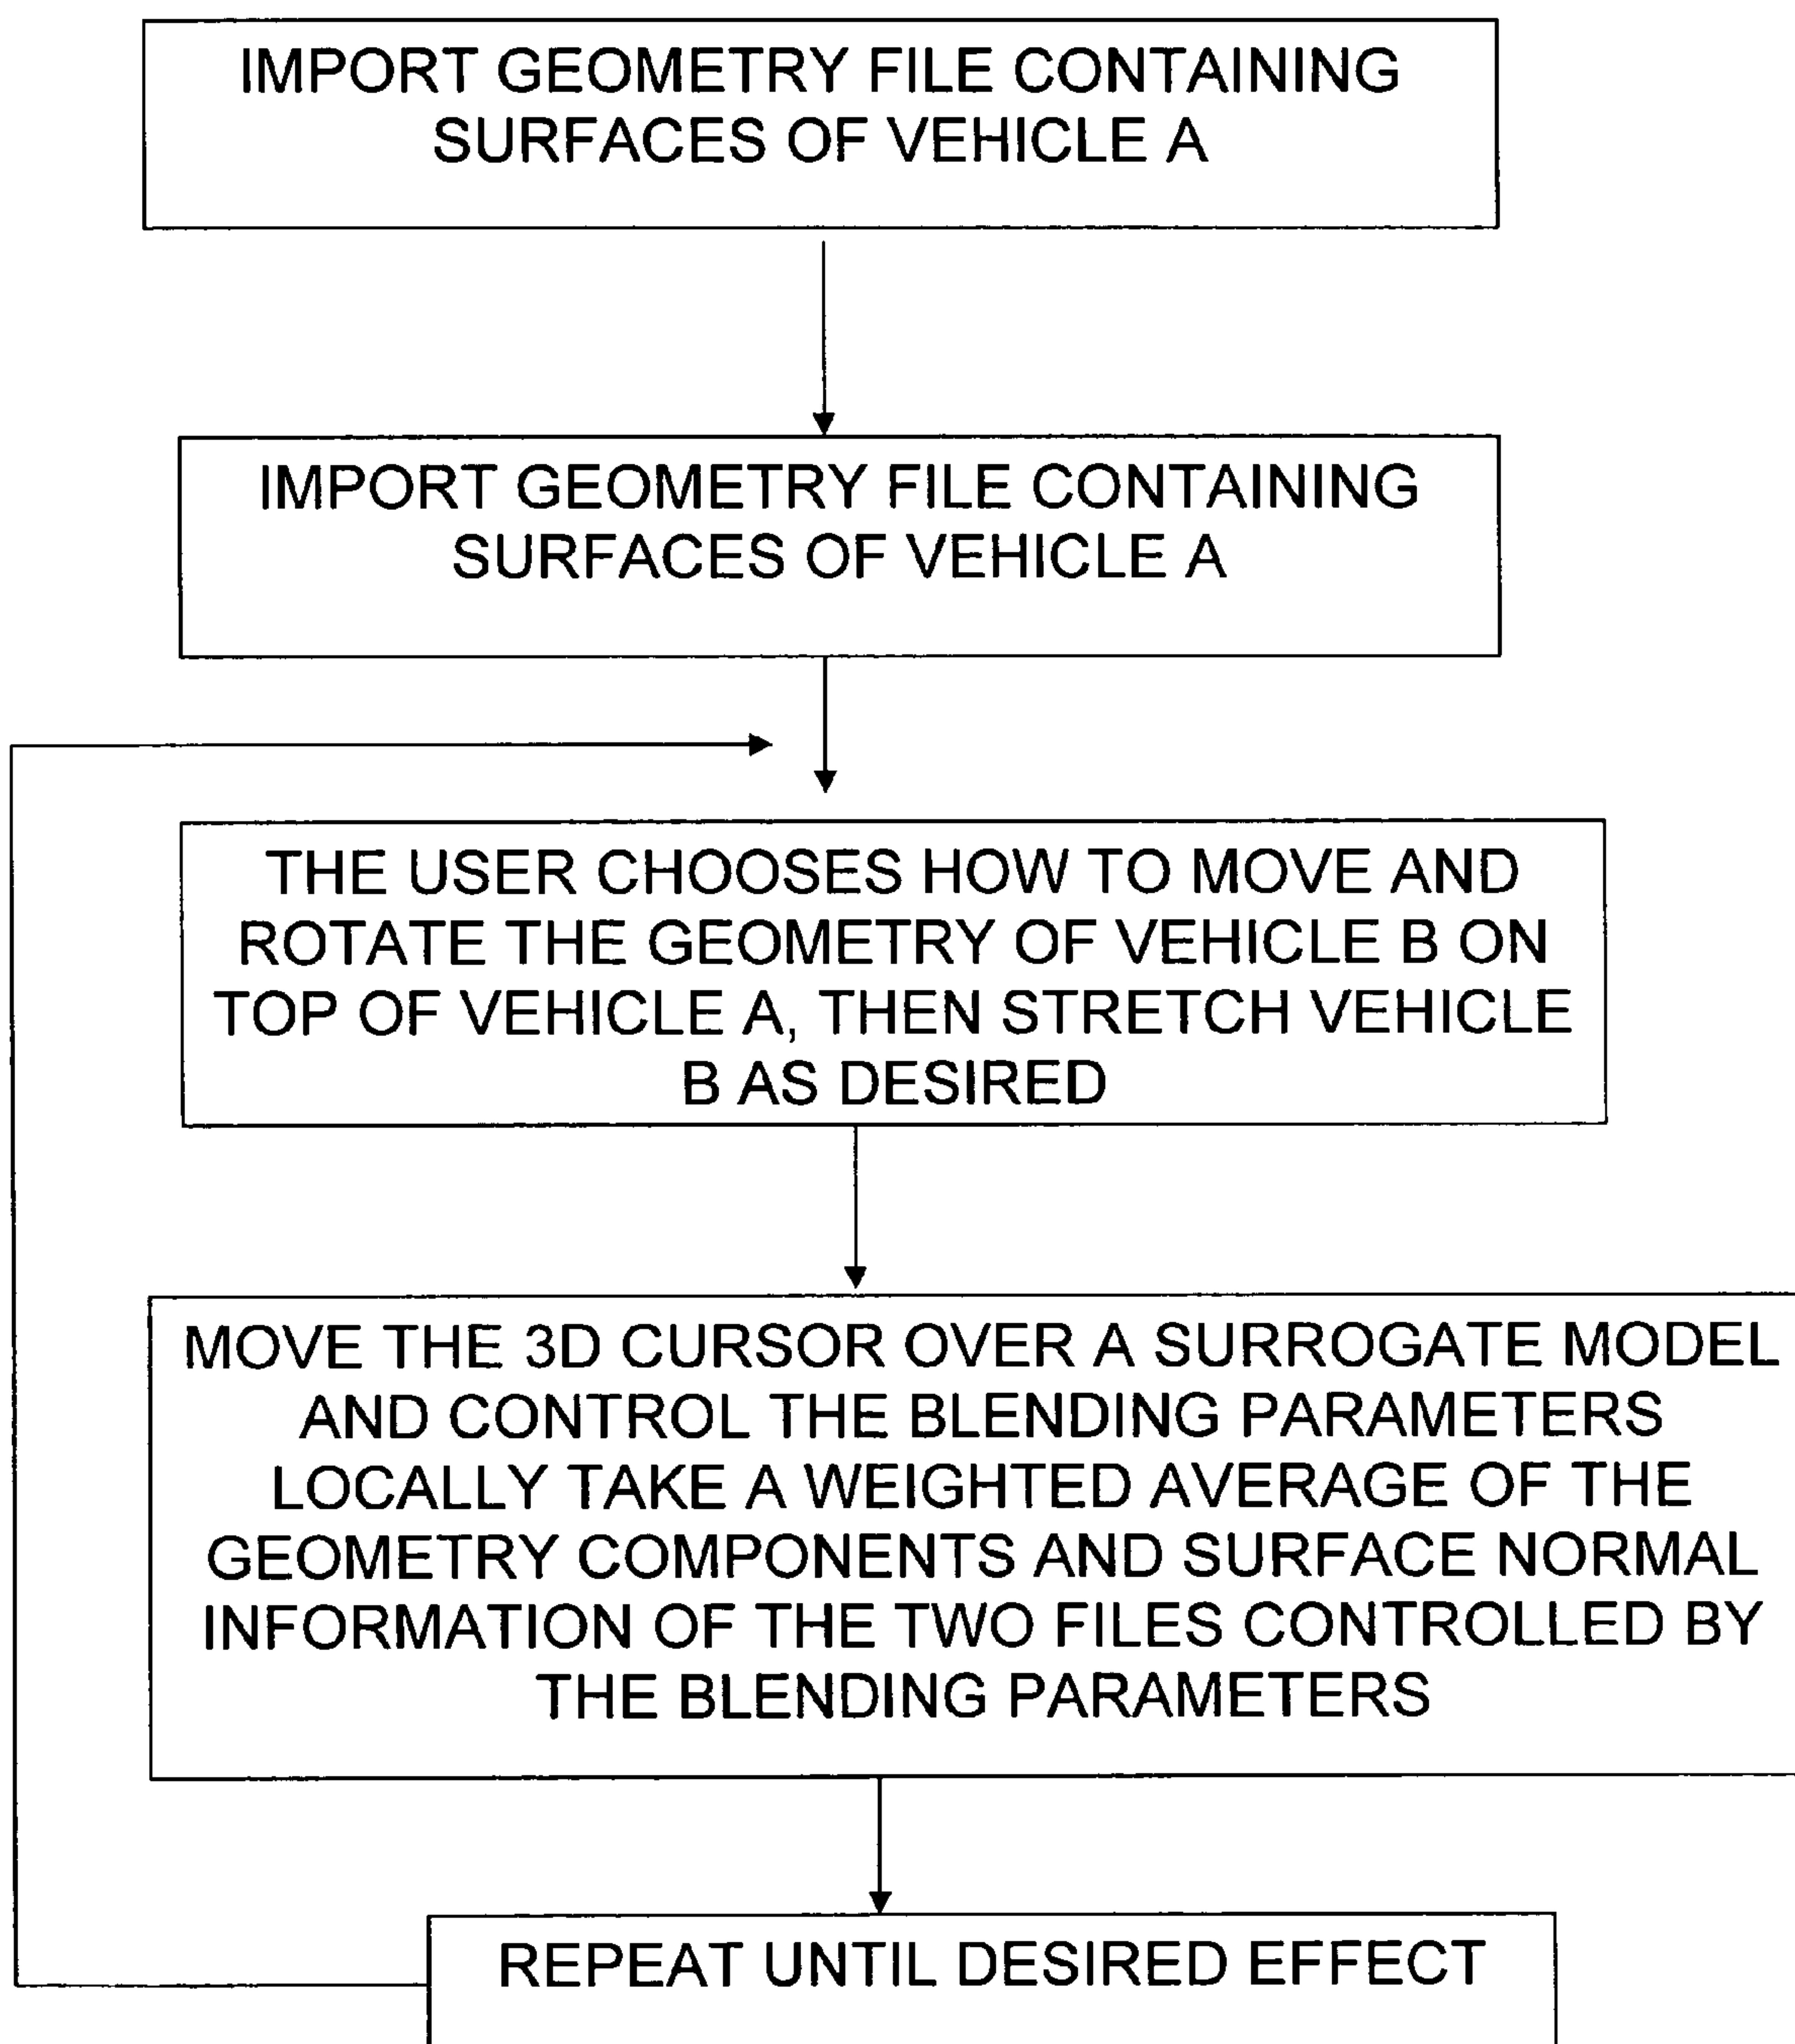 IMPORT GEOMETRY FILE CONTAINING
SURFACES OF VEHICLE A
IMPORT GEOMETRY FILE CONTAINING
SURFACES OF VEHICLE A
THE USER CHOOSES HOW TO MOVE AND
ROTATE THE GEOMETRY OF VEHICLE B ON
TOP OF VEHICLE A, THEN STRETCH VEHICLE
B AS DESIRED
MOVE THE 3D CURSOR OVER A SURROGATE MODEL
AND CONTROL THE BLENDING PARAMETERS
LOCALLY TAKE A WEIGHTED AVERAGE OF THE
GEOMETRY COMPONENTS AND SURFACE NORMAL
INFORMATION OF THE TWO FILES CONTROLLED BY
THE BLENDING PARAMETERS
REPEAT UNTIL DESIRED EFFECT